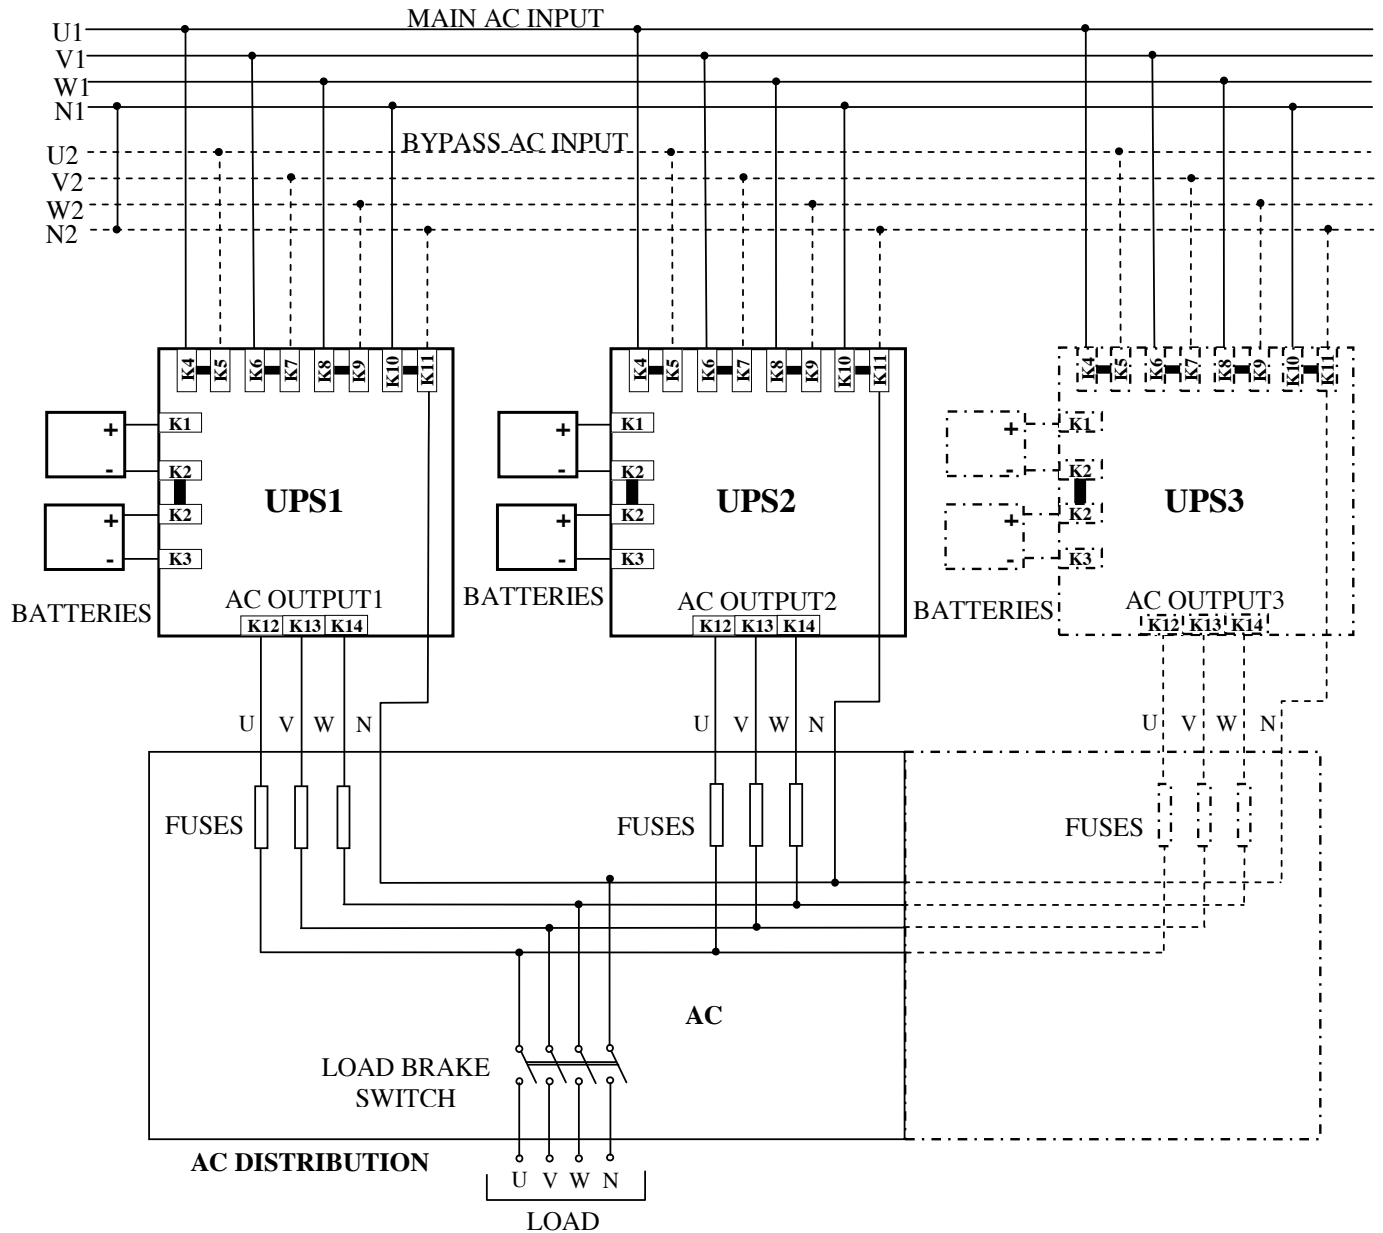 MAIN AC INPUT
U1
V1
W1
N1
BYPASS AC INPUT
U2
V2
W2
N2
K4 K5 K6 K7 K8 K9 K10 K11
K4 K5 K6 K7 K8 K9 K10 K11
K4 K5 K6 K7 K8 K9 K10 K11
+ K1
- K2
+ K2
- K3
UPS1
BATTERIES
AC OUTPUT1
K12 K13 K14
+ K1
- K2
+ K2
- K3
UPS2
BATTERIES
AC OUTPUT2
K12 K13 K14
+ K1
- K2
+ K2
- K3
UPS3
BATTERIES
AC OUTPUT3
K12 K13 K14
U V W N
U V W N
U V W N
FUSES
FUSES
FUSES
AC
LOAD BRAKE
SWITCH
AC DISTRIBUTION
U V W N
LOAD